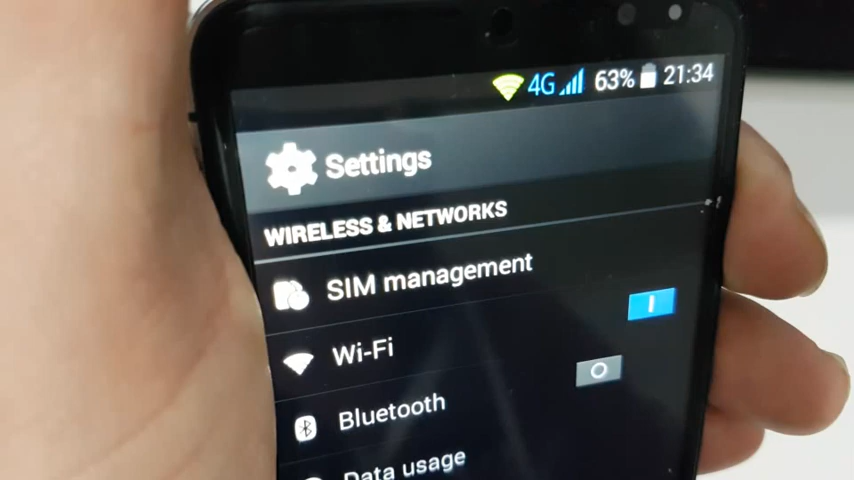 4G 63% 21:34
Settings
WIRELESS & NETWORKS
SIM management
Wi-Fi
Bluetooth
Data usage